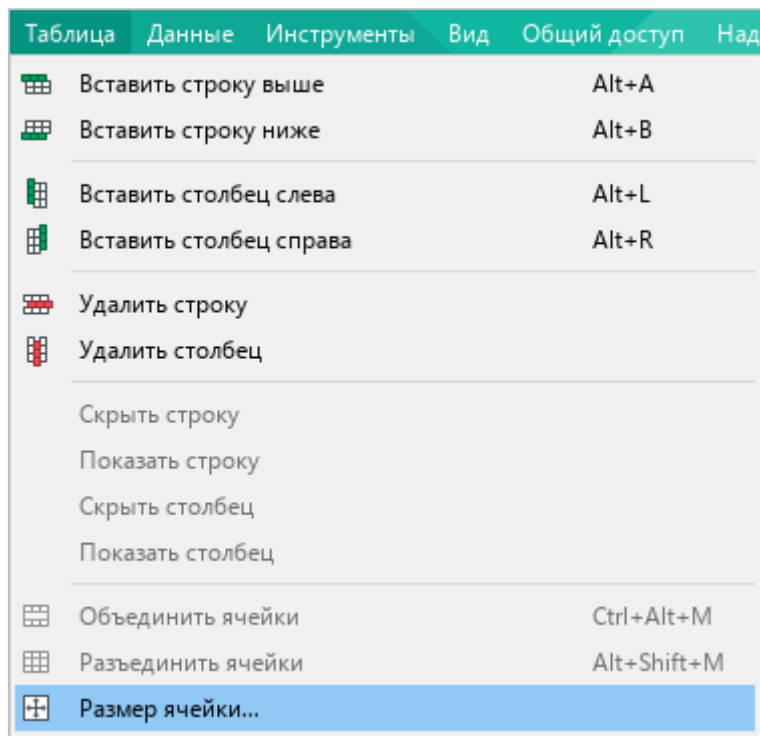 Таблица Данные Инструменты Вид Общий доступ Над
Вставить строку выше Alt+A
Вставить строку ниже Alt+B
Вставить столбец слева Alt+L
Вставить столбец справа Alt+R
Удалить строку
Удалить столбец
Скрыть строку
Показать строку
Скрыть столбец
Показать столбец
Объединить ячейки Ctrl+Alt+M
Разъединить ячейки Alt+Shift+M
Размер ячейки...